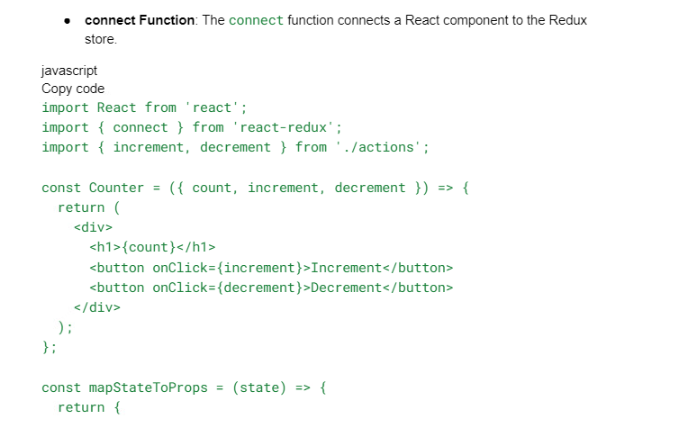 • connect Function: The connect function connects a React component to the Redux
store.
javascript
Copy code
import React from 'react';
import { connect } from 'react-redux';
import { increment, decrement } from './actions';
const Counter = ({ count, increment, decrement }) => {
  return (
    <div>
      <h1>{count}</h1>
      <button onClick={increment}>Increment</button>
      <button onClick={decrement}>Decrement</button>
    </div>
  );
};
const mapStateToProps = (state) => {
  return {